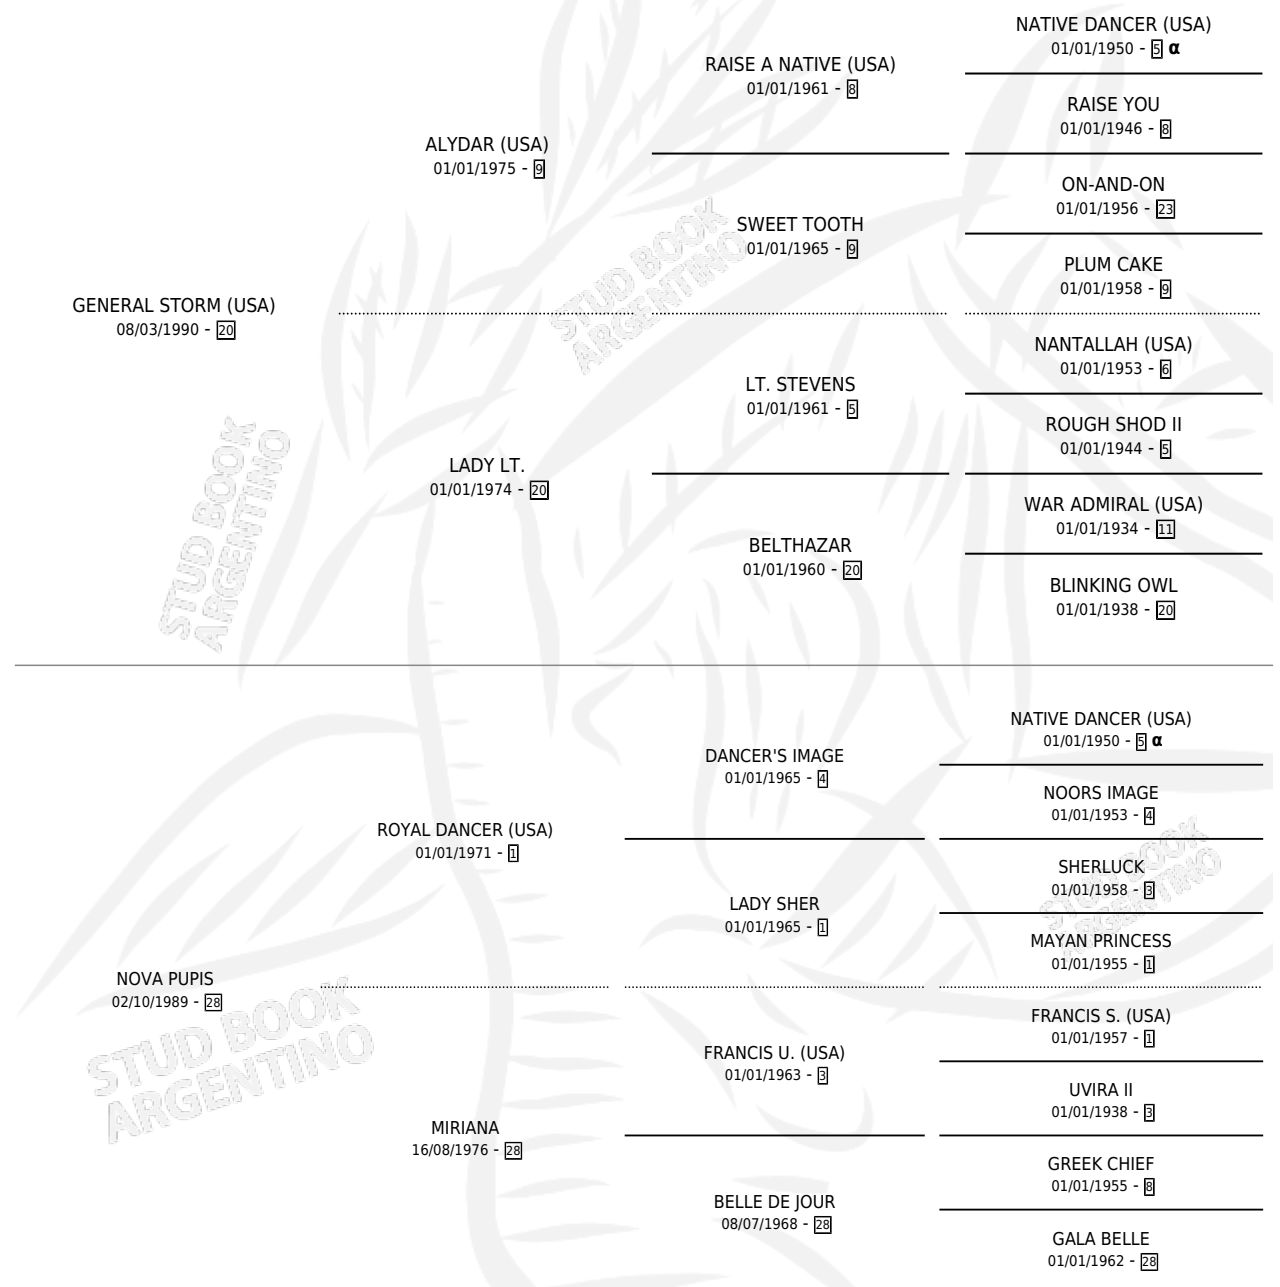 NATIVE DANCER (USA)
01/01/1950 - 5 α
RAISE A NATIVE (USA)
01/01/1961 - 8
RAISE YOU
01/01/1946 - 8
ALYDAR (USA)
01/01/1975 - 9
ON-AND-ON
01/01/1956 - 23
SWEET TOOTH
01/01/1965 - 9
PLUM CAKE
01/01/1958 - 9
GENERAL STORM (USA)
08/03/1990 - 20
NANTALLAH (USA)
01/01/1953 - 6
LT. STEVENS
01/01/1961 - 5
ROUGH SHOD II
01/01/1944 - 5
LADY LT.
01/01/1974 - 20
WAR ADMIRAL (USA)
01/01/1934 - 11
BELTHAZAR
01/01/1960 - 20
BLINKING OWL
01/01/1938 - 20
NATIVE DANCER (USA)
01/01/1950 - 5 α
DANCER'S IMAGE
01/01/1965 - 4
NOORS IMAGE
01/01/1953 - 4
ROYAL DANCER (USA)
01/01/1971 - 1
SHERLUCK
01/01/1958 - 3
LADY SHER
01/01/1965 - 1
MAYAN PRINCESS
01/01/1955 - 1
NOVA PUPIS
02/10/1989 - 28
FRANCIS S. (USA)
01/01/1957 - 1
FRANCIS U. (USA)
01/01/1963 - 3
UVIRA II
01/01/1938 - 3
MIRIANA
16/08/1976 - 28
GREEK CHIEF
01/01/1955 - 8
BELLE DE JOUR
08/07/1968 - 28
GALA BELLE
01/01/1962 - 28
STUD BOOK
ARGENTINO
STUD BOOK
ARGENTINO
STUD BOOK
ARGENTINO
STUD BOOK
ARGENTINO